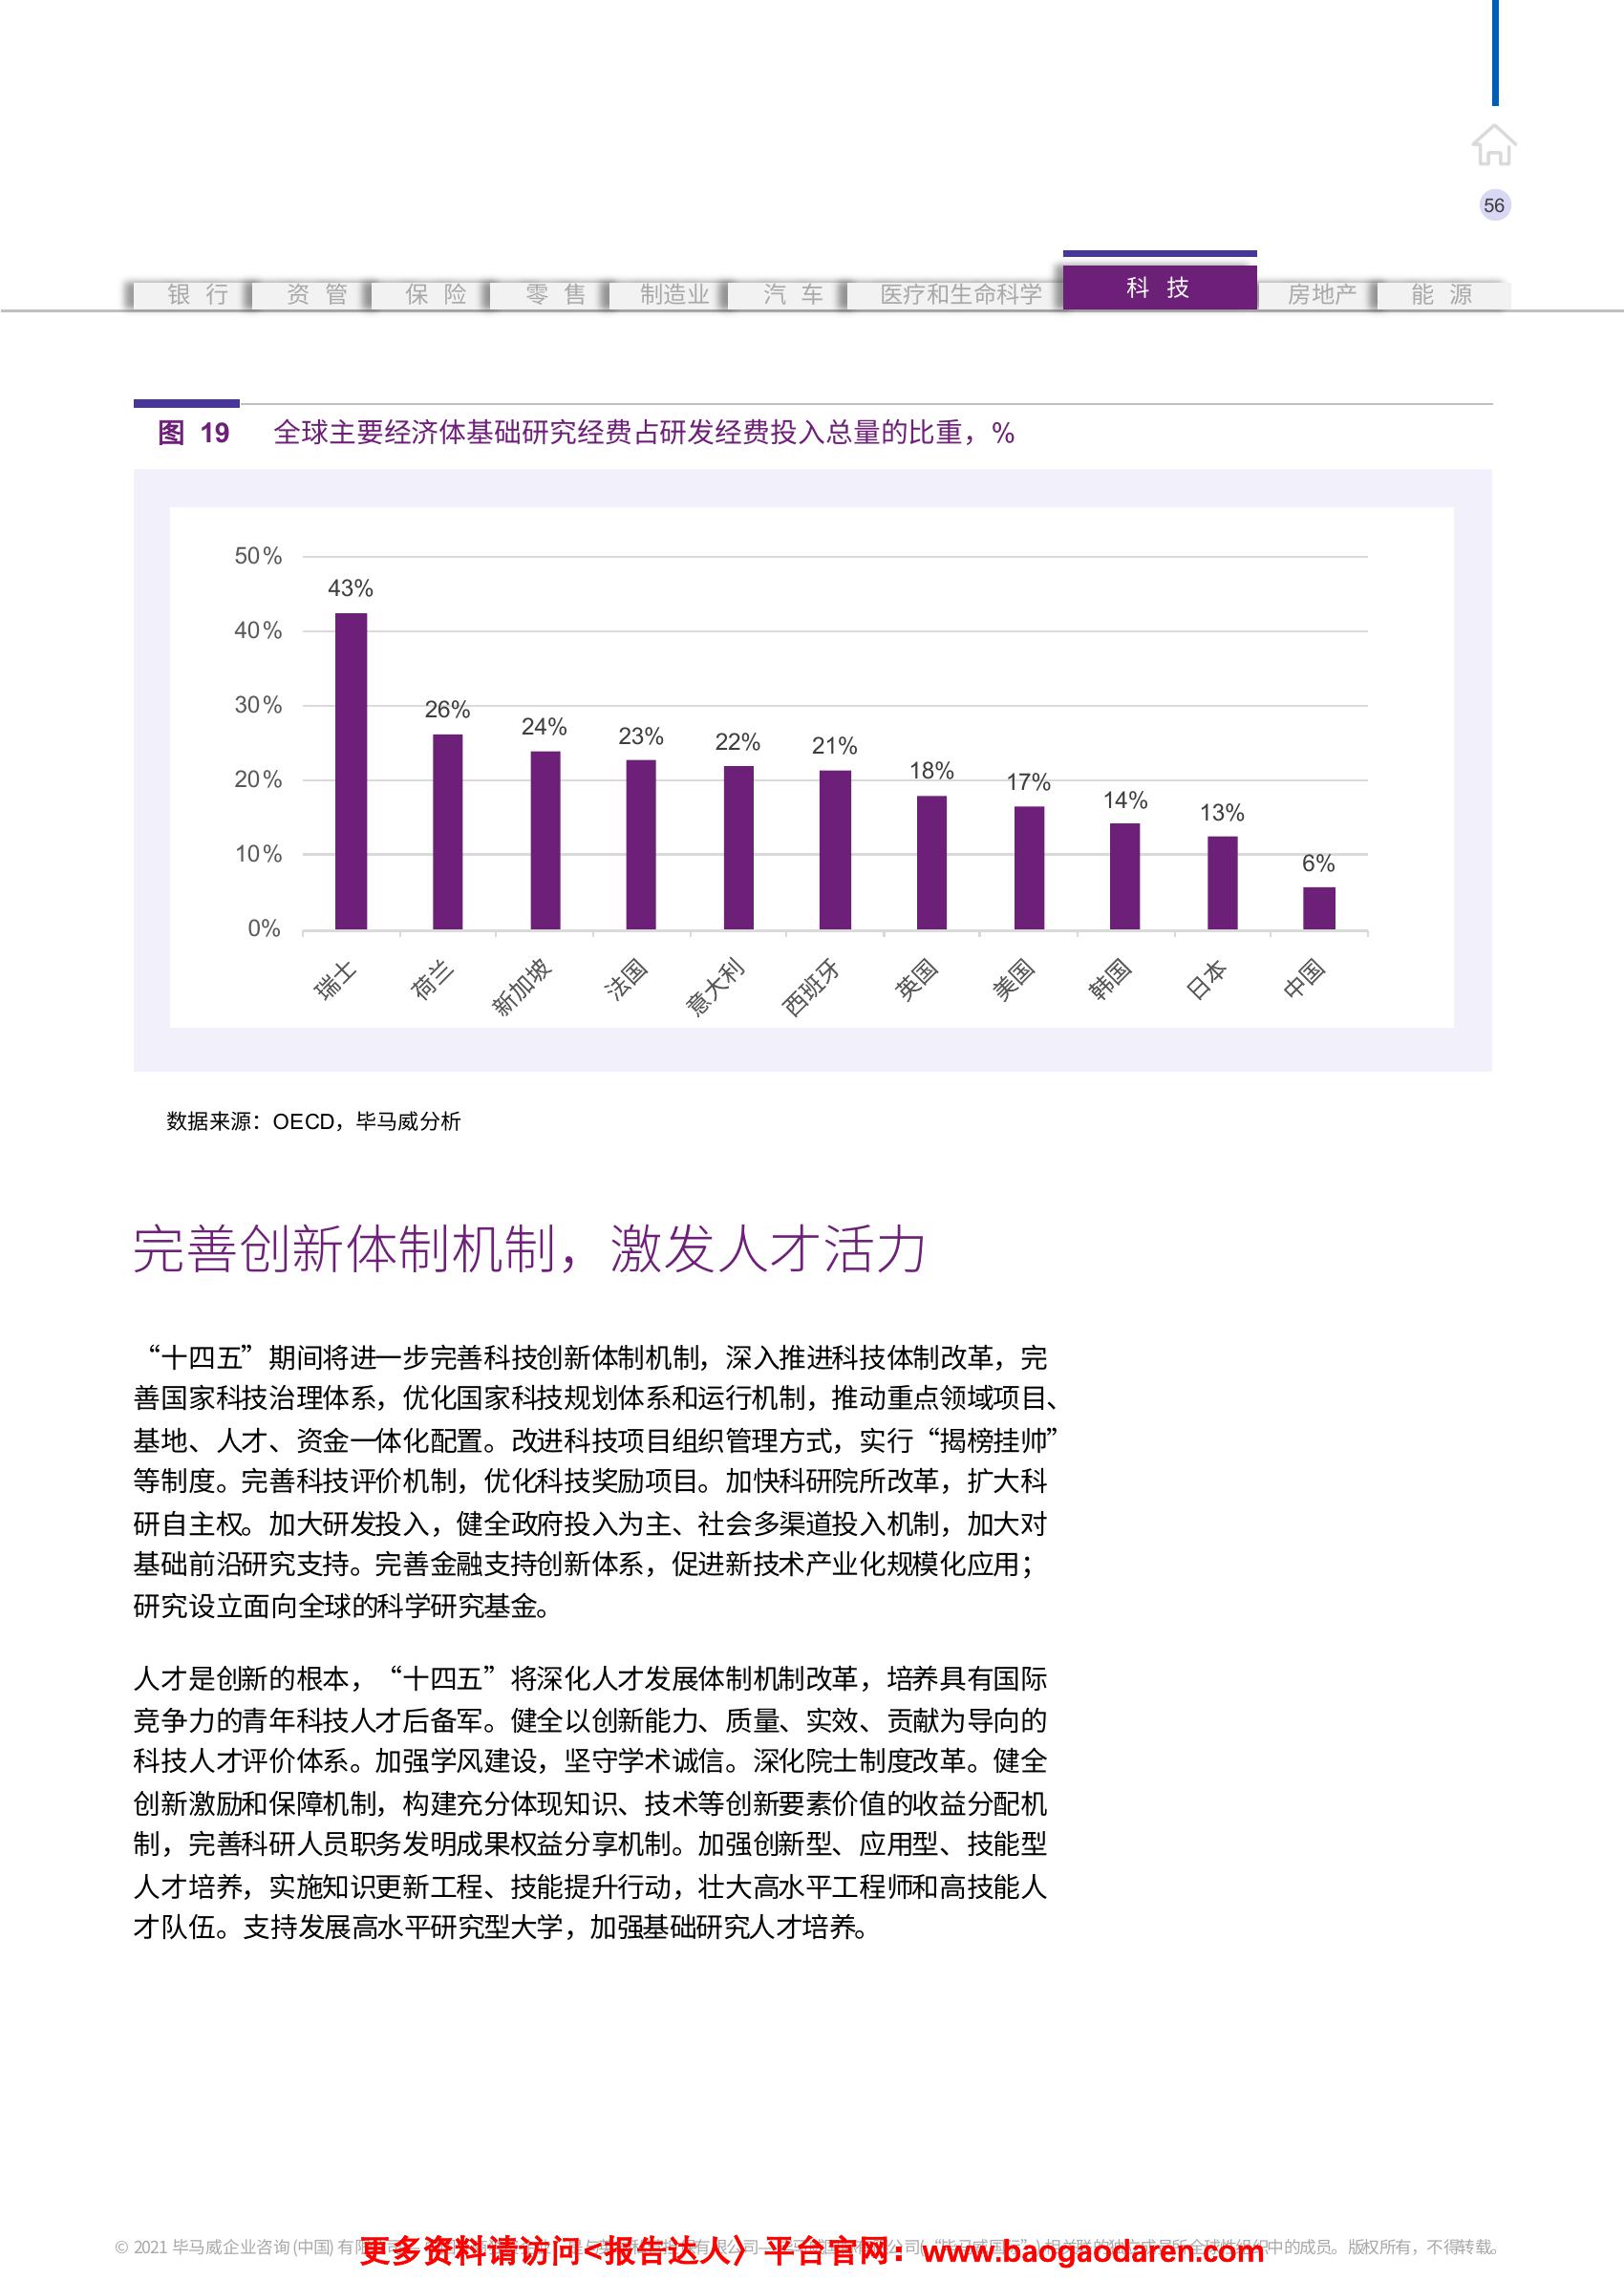 56
银 行 资 管 保 险 零 售 制造业 汽 车 医疗和生命科学 科 技 房地产 能 源
图 19 全球主要经济体基础研究经费占研发经费投入总量的比重，%
50%
40%
30%
20%
10%
0%
43% 26% 24% 23% 22% 21% 18% 17% 14% 13% 6%
瑞士 荷兰 新加坡 法国 意大利 西班牙 英国 美国 韩国 日本 中国
数据来源：OECD，毕马威分析
完善创新体制机制，激发人才活力
“十四五”期间将进一步完善科技创新体制机制，深入推进科技体制改革，完
善国家科技治理体系，优化国家科技规划体系和运行机制，推动重点领域项目、
基地、人才、资金一体化配置。改进科技项目组织管理方式，实行“揭榜挂帅”
等制度。完善科技评价机制，优化科技奖励项目。加快科研院所改革，扩大科
研自主权。加大研发投入，健全政府投入为主、社会多渠道投入机制，加大对
基础前沿研究支持。完善金融支持创新体系，促进新技术产业化规模化应用；
研究设立面向全球的科学研究基金。
人才是创新的根本，“十四五”将深化人才发展体制机制改革，培养具有国际
竞争力的青年科技人才后备军。健全以创新能力、质量、实效、贡献为导向的
科技人才评价体系。加强学风建设，坚守学术诚信。深化院士制度改革。健全
创新激励和保障机制，构建充分体现知识、技术等创新要素价值的收益分配机
制，完善科研人员职务发明成果权益分享机制。加强创新型、应用型、技能型
人才培养，实施知识更新工程、技能提升行动，壮大高水平工程师和高技能人
才队伍。支持发展高水平研究型大学，加强基础研究人才培养。
© 2021 毕马威企业咨询 (中国) 有限 中的成员。版权所有，不得转载。
更多资料请访问<报告达人〉平台官网：www.baogaodaren.com